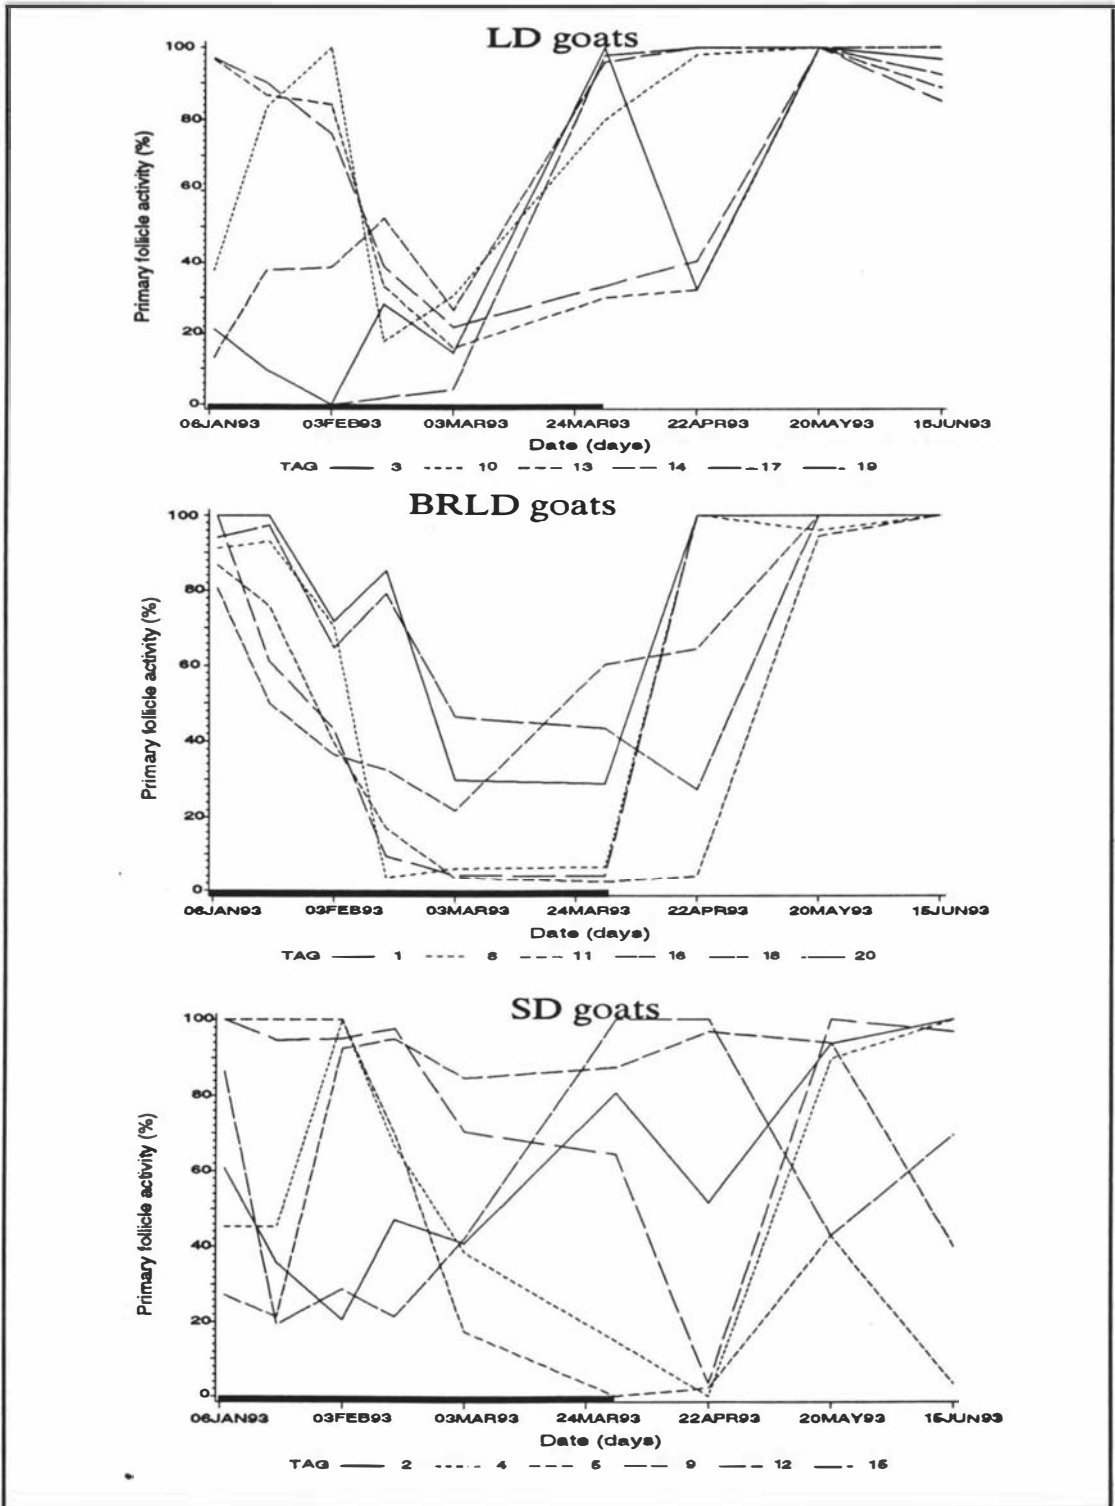 LD goats
Primary follicle activity (%)
100
80
60
40
20
0
06JAN93 03FEB93 03MAR93 24MAR93 22APR93 20MAY93 15JUN93
Date (days)
TAG 3 10 13 14 17 19
BRLD goats
Primary follicle activity (%)
100
80
60
40
20
0
06JAN93 03FEB93 03MAR93 24MAR93 22APR93 20MAY93 15JUN93
Date (days)
TAG 1 8 11 16 18 20
SD goats
Primary follicle activity (%)
100
80
60
40
20
0
06JAN93 03FEB93 03MAR93 24MAR93 22APR93 20MAY93 15JUN93
Date (days)
TAG 2 4 5 9 12 15